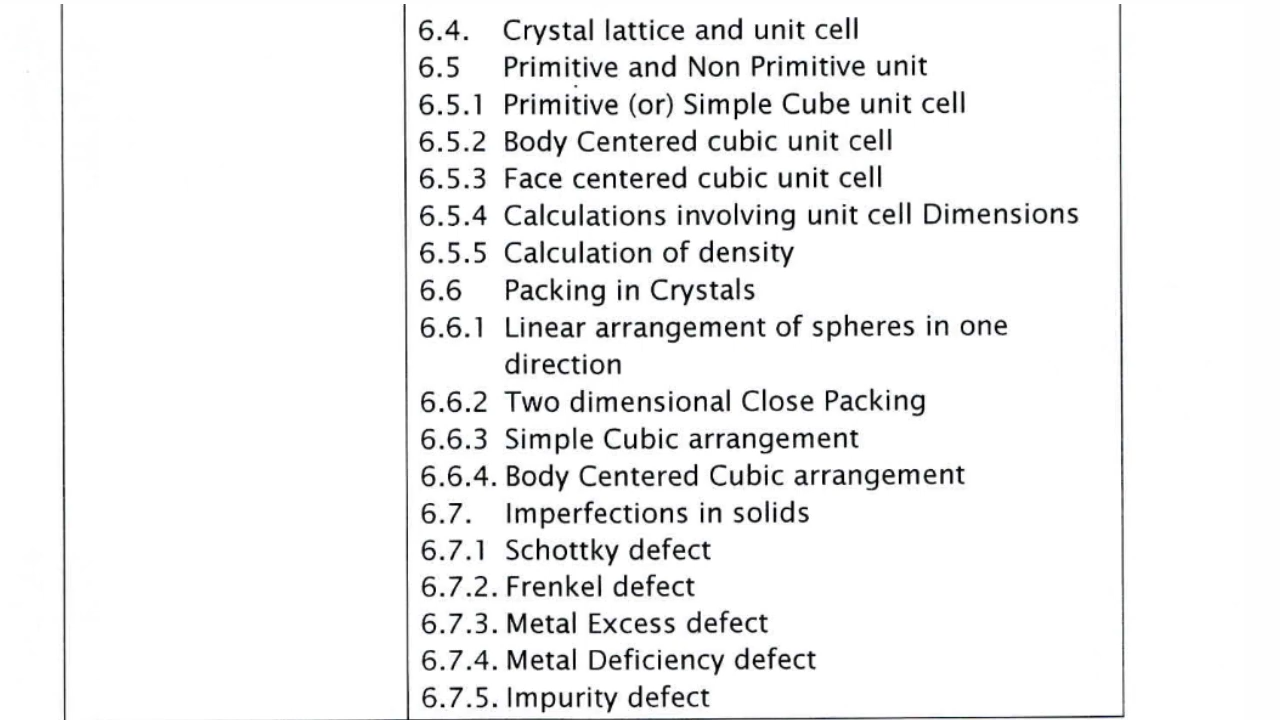 6.4. Crystal lattice and unit cell
6.5 Primitive and Non Primitive unit
6.5.1 Primitive (or) Simple Cube unit cell
6.5.2 Body Centered cubic unit cell
6.5.3 Face centered cubic unit cell
6.5.4 Calculations involving unit cell Dimensions
6.5.5 Calculation of density
6.6 Packing in Crystals
6.6.1 Linear arrangement of spheres in one
direction
6.6.2 Two dimensional Close Packing
6.6.3 Simple Cubic arrangement
6.6.4. Body Centered Cubic arrangement
6.7. Imperfections in solids
6.7.1 Schottky defect
6.7.2. Frenkel defect
6.7.3. Metal Excess defect
6.7.4. Metal Deficiency defect
6.7.5. Impurity defect